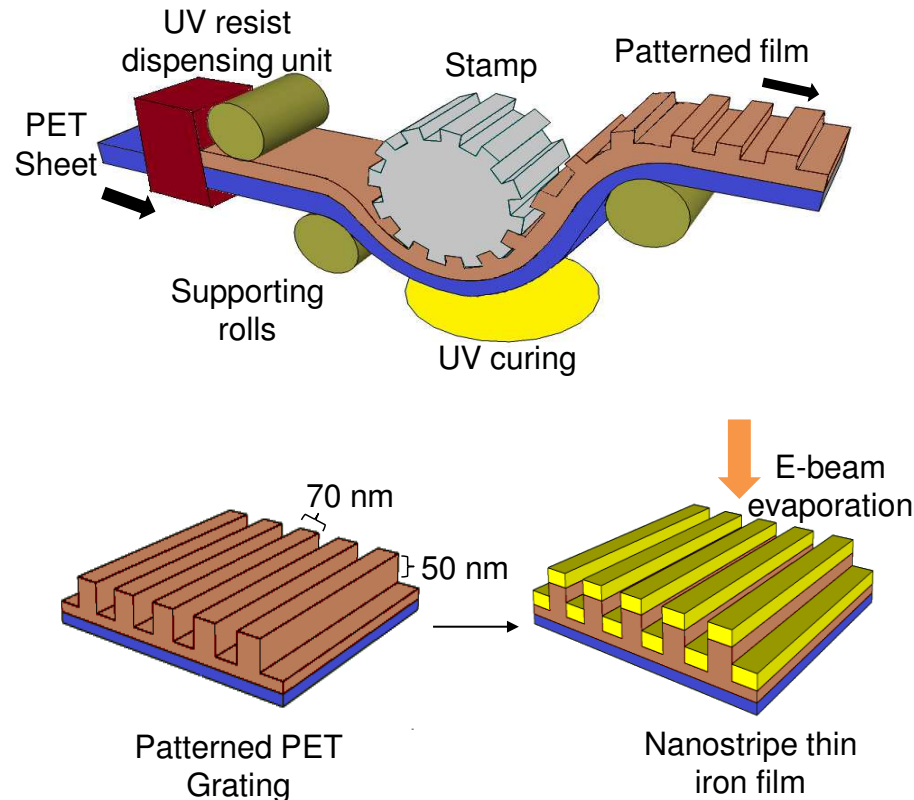 UV resist
dispensing unit
Stamp
Patterned film
PET
Sheet
Supporting
rolls
UV curing
E-beam
evaporation
70 nm
50 nm
Patterned PET
Grating
Nanostripe thin
iron film